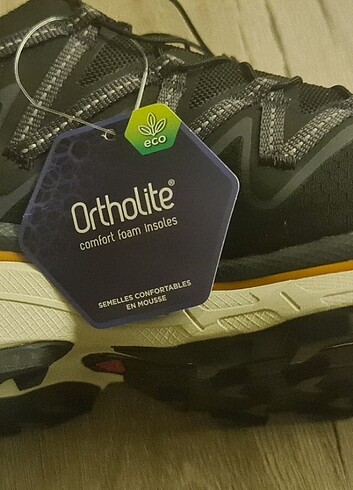 eco
Ortholite®
comfort foam insoles
SEMELLES CONFORTABLES
EN MOUSSE